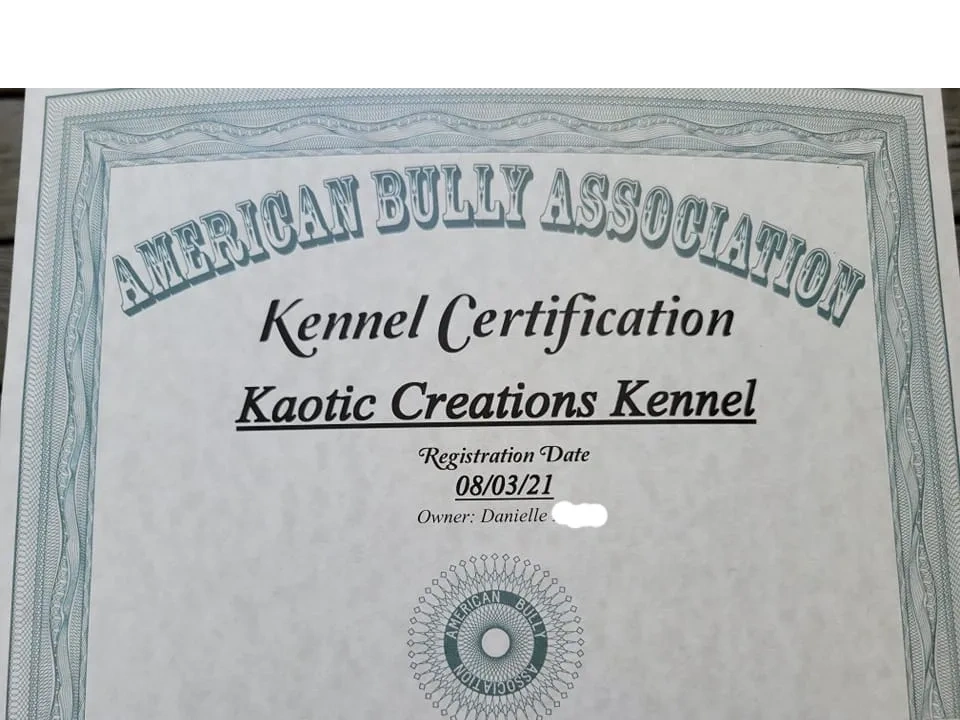 AMERICAN BULLY ASSOCIATION
Kennel Certification
Kaotic Creations Kennel
Registration Date
08/03/21
Owner: Danielle
AMERICAN BULLY
ASSOCIATION